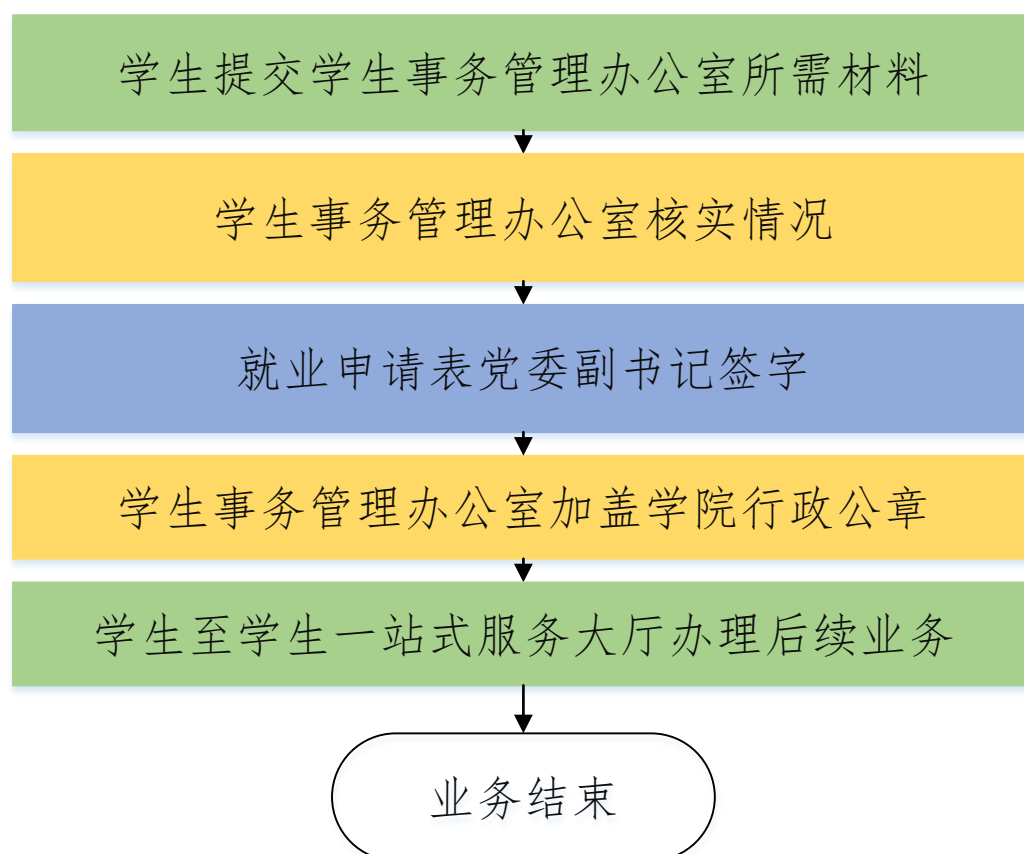 学生提交学生事务管理办公室所需材料
学生事务管理办公室核实情况
就业申请表党委副书记签字
学生事务管理办公室加盖学院行政公章
学生至学生一站式服务大厅办理后续业务
业务结束